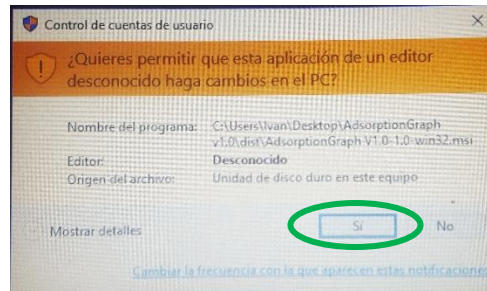 Control de cuentas de usuario
¿Quieres permitir que esta aplicación de un editor
desconocido haga cambios en el PC?
Nombre del programa: C:\Users\Ivan\Desktop\AdsorptionGraph
v1.0\dist\AdsorptionGraph V1.0-1.0-win32.msi
Editor: Desconocido
Origen del archivo: Unidad de disco duro en este equipo
Mostrar detalles Sí No
Cambiar la frecuencia con la que aparecen estas notificaciones